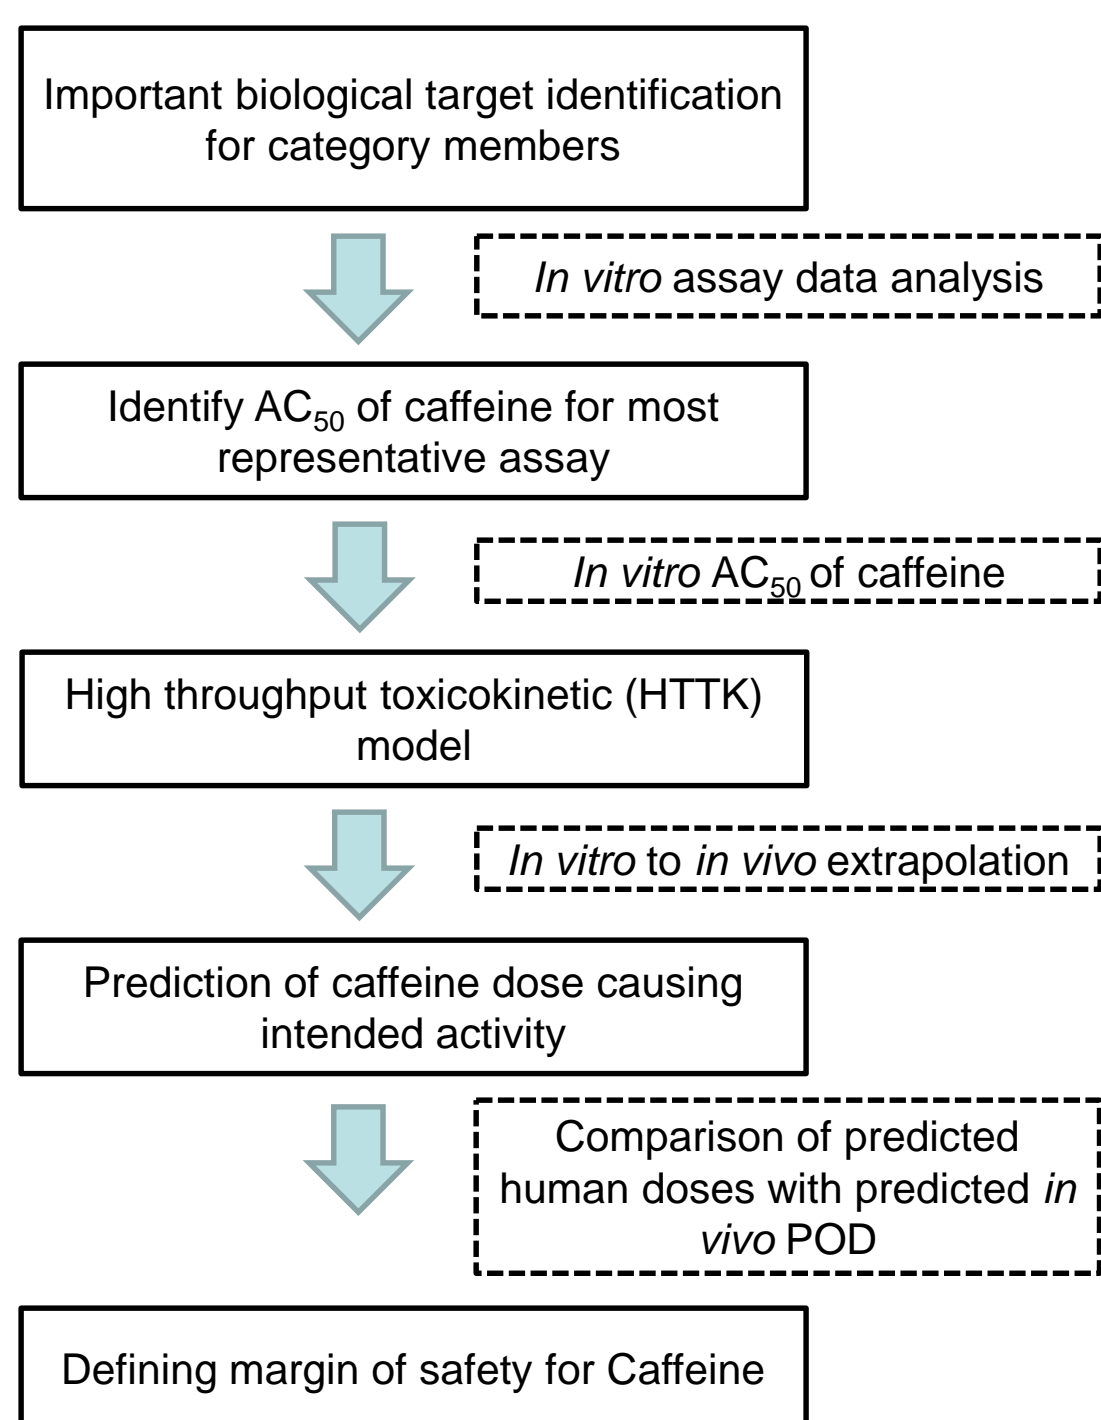 Important biological target identification
for category members
In vitro assay data analysis
Identify AC50 of caffeine for most
representative assay
In vitro AC50 of caffeine
High throughput toxicokinetic (HTTK)
model
In vitro to in vivo extrapolation
Prediction of caffeine dose causing
intended activity
Comparison of predicted
human doses with predicted in
vivo POD
Defining margin of safety for Caffeine